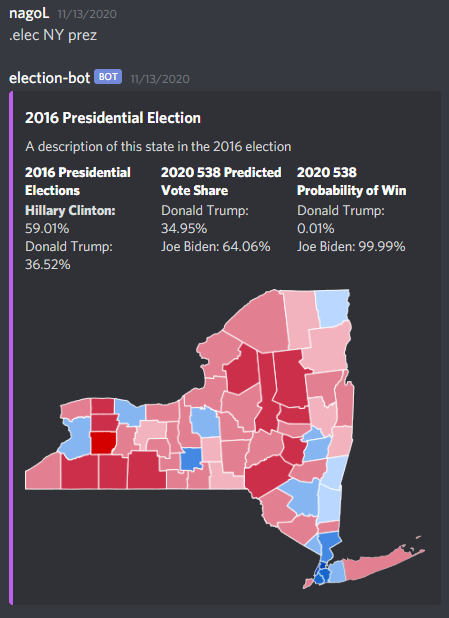 nagoL 11/13/2020
.elec NY prez
election-bot BOT 11/13/2020
2016 Presidential Election
A description of this state in the 2016 election
2016 Presidential
Elections
Hillary Clinton:
59.01%
Donald Trump:
36.52%
2020 538 Predicted
Vote Share
Donald Trump:
34.95%
Joe Biden: 64.06%
2020 538
Probability of Win
Donald Trump:
0.01%
Joe Biden: 99.99%